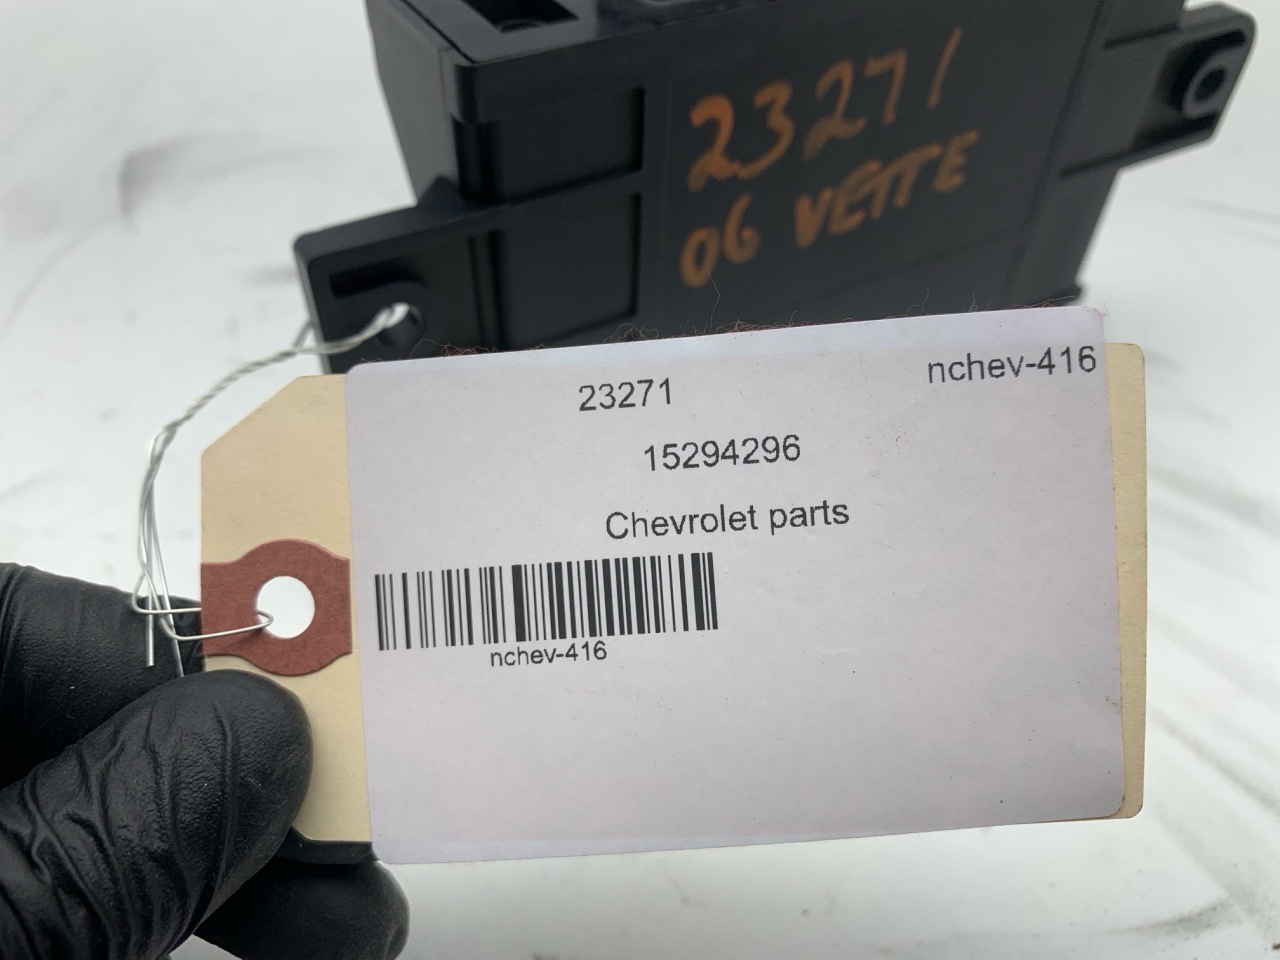 23271
06 VETTE
nchev-416
23271
15294296
Chevrolet parts
nchev-416